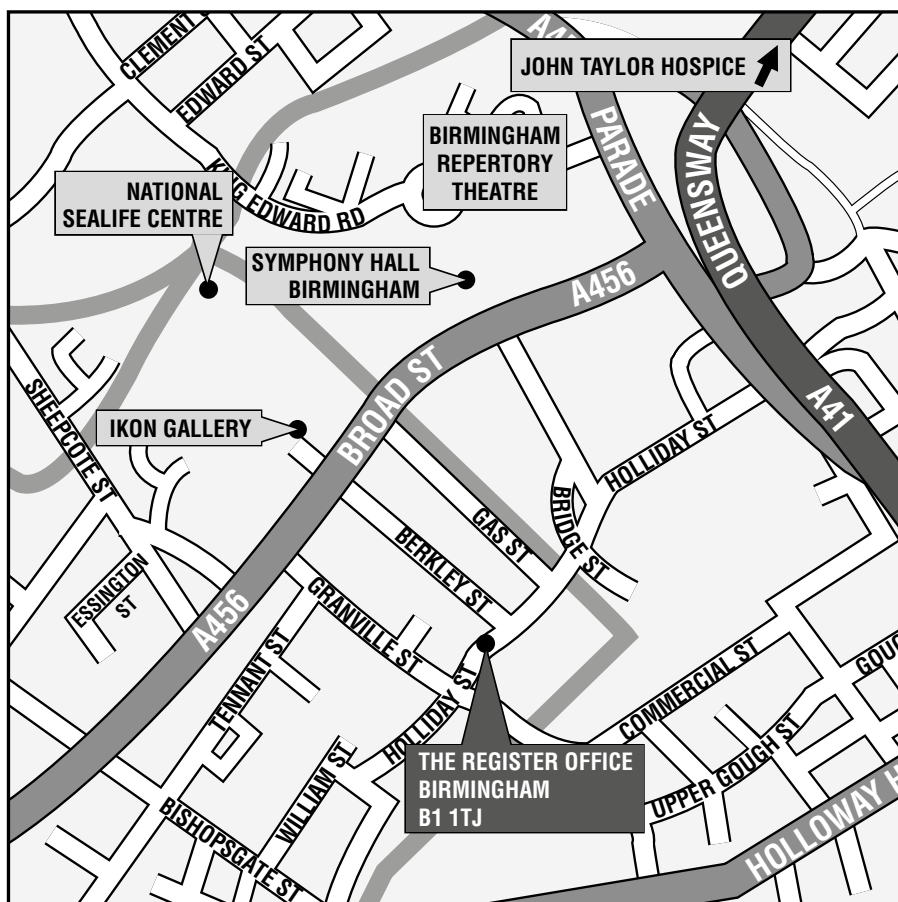 CLEMENT S
EDWARD ST
A4
JOHN TAYLOR HOSPICE
PARADE
QUEENSWAY
BIRMINGHAM
REPERTORY
THEATRE
NATIONAL
SEALIFE CENTRE
KING EDWARD RD
SYMPHONY HALL
BIRMINGHAM
A456
BROAD ST
SHEEPCOTE ST
IKON GALLERY
A41
HOLLIDAY ST
BRIDGE ST
GAS ST
BERKLEY ST
ESSINGTON
ST
A456
GRANVILLE ST
TENNANT ST
HOLLIDAY ST
COMMERCIAL ST
GOUG
WILLIAM ST
THE REGISTER OFFICE
BIRMINGHAM
B1 1TJ
UPPER GOUGH ST
BISHOPSGATE ST
HOLLOWAY H